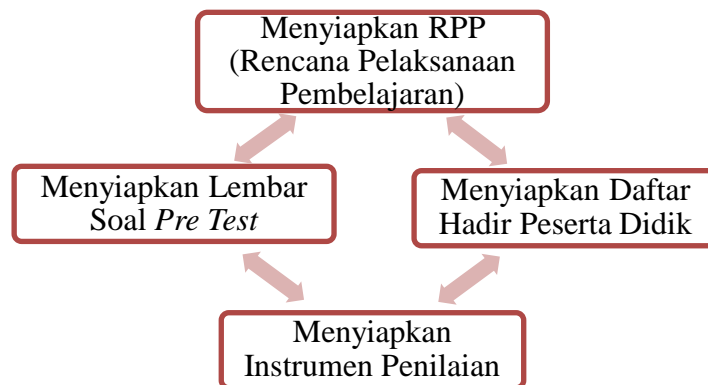 Menyiapkan RPP
(Rencana Pelaksanaan
Pembelajaran)
Menyiapkan Lembar
Soal Pre Test
Menyiapkan Daftar
Hadir Peserta Didik
Menyiapkan
Instrumen Penilaian